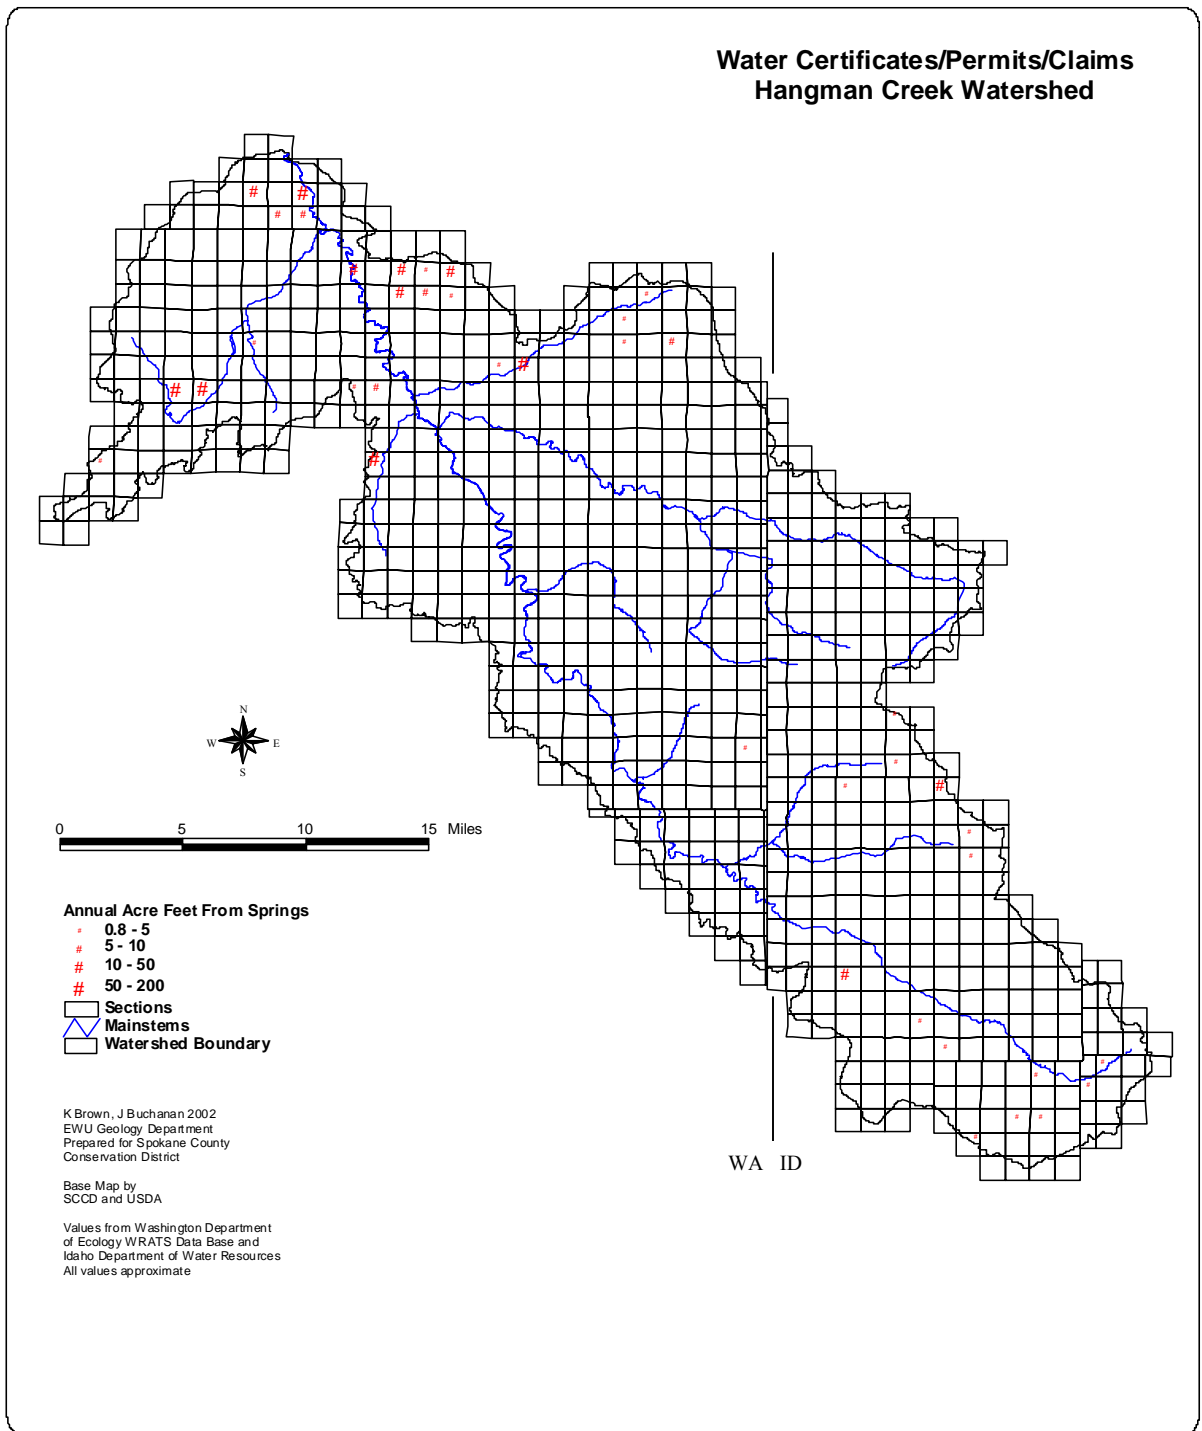 Water Certificates/Permits/Claims
Hangman Creek Watershed
N
W
E
S
0 5 10 15 Miles
Annual Acre Feet From Springs
# 0.8 - 5
# 5 - 10
# 10 - 50
# 50 - 200
Sections
Mainstems
Watershed Boundary
K Brown, J Buchanan 2002
EWU Geology Department
Prepared for Spokane County
Conservation District
Base Map by
SCCD and USDA
Values from Washington Department
of Ecology WRATS Data Base and
Idaho Department of Water Resources
All values approximate
WA ID